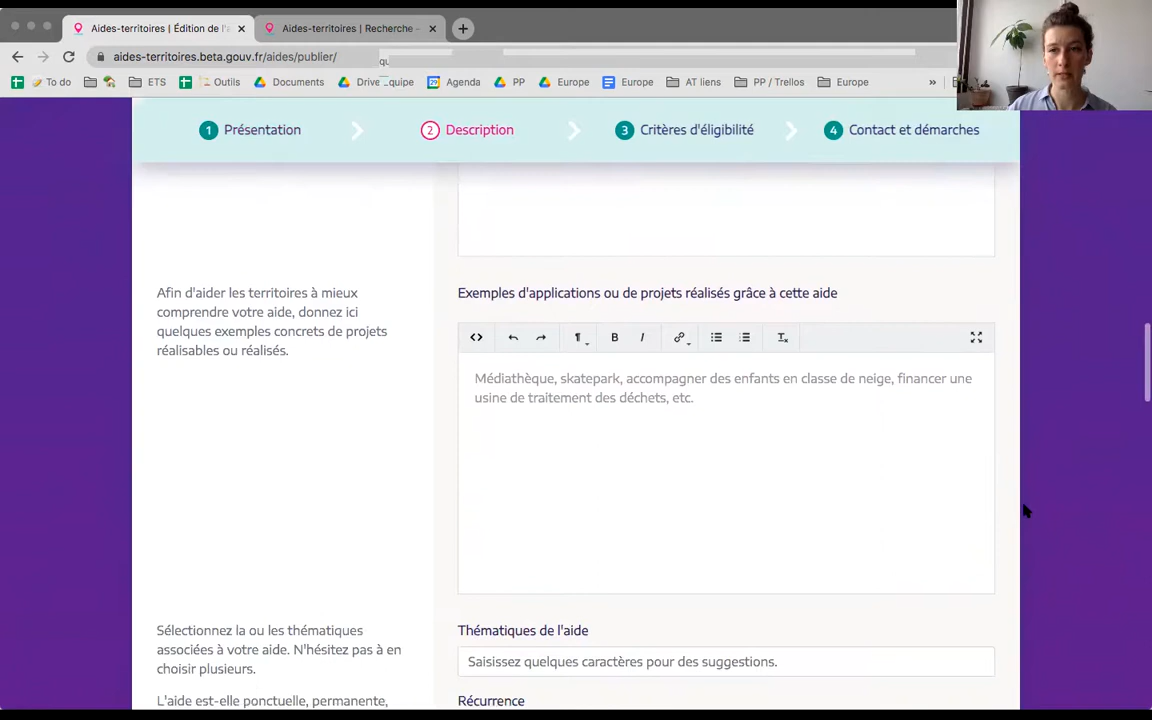 Aides-territoires | Édition de l'a
Aides-territoires | Recherche -
aides-territoires.beta.gouv.fr/aides/publier/
To do
ETS
Outils
Documents
Drive Equipe
Agenda
PP
Europe
Europe
AT liens
PP / Trellos
Europe
»
1 Présentation
2 Description
3 Critères d'éligibilité
4 Contact et démarches
Afin d'aider les territoires à mieux
comprendre votre aide, donnez ici
quelques exemples concrets de projets
réalisables ou réalisés.
Exemples d'applications ou de projets réalisés grâce à cette aide
Médiathèque, skatepark, accompagner des enfants en classe de neige, financer une
usine de traitement des déchets, etc.
Sélectionnez la ou les thématiques
associées à votre aide. N'hésitez pas à en
choisir plusieurs.
Thématiques de l'aide
Saisissez quelques caractères pour des suggestions.
L'aide est-elle ponctuelle, permanente,
Récurrence